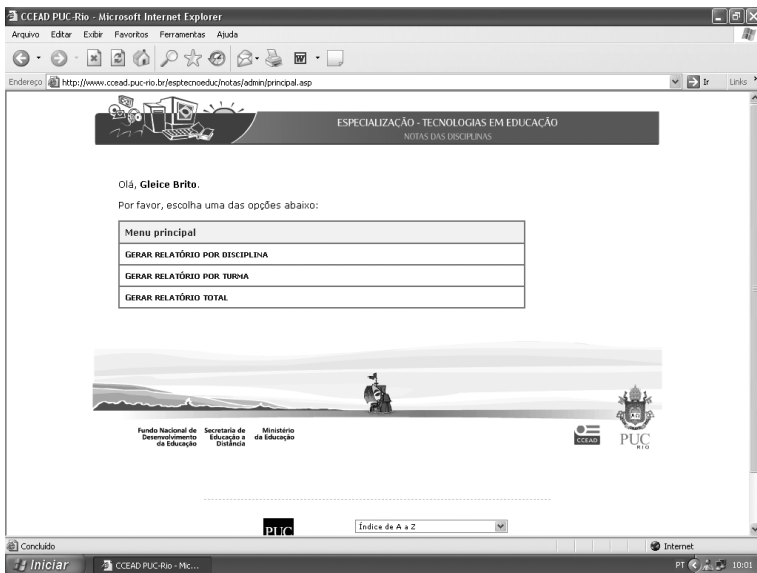 CCEAD PUC-Rio - Microsoft Internet Explorer
Arquivo Editar Exibir Favoritos Ferramentas Ajuda
Endereço http://www.ccead.puc-rio.br/esptecnoeduc/notas/admin/principal.asp Ir Links
ESPECIALIZAÇÃO - TECNOLOGIAS EM EDUCAÇÃO
NOTAS DAS DISCIPLINAS
Olá, Gleice Brito.
Por favor, escolha uma das opções abaixo:
Menu principal
GERAR RELATÓRIO POR DISCIPLINA
GERAR RELATÓRIO POR TURMA
GERAR RELATÓRIO TOTAL
Fundo Nacional de Desenvolvimento da Educação
Secretaria de Educação a Distância
Ministério da Educação
CCEAD
PUC
RIO
PUC
Índice de A a Z
Concluído Internet
Iniciar CCEAD PUC-Rio - Mic... PT 10:01